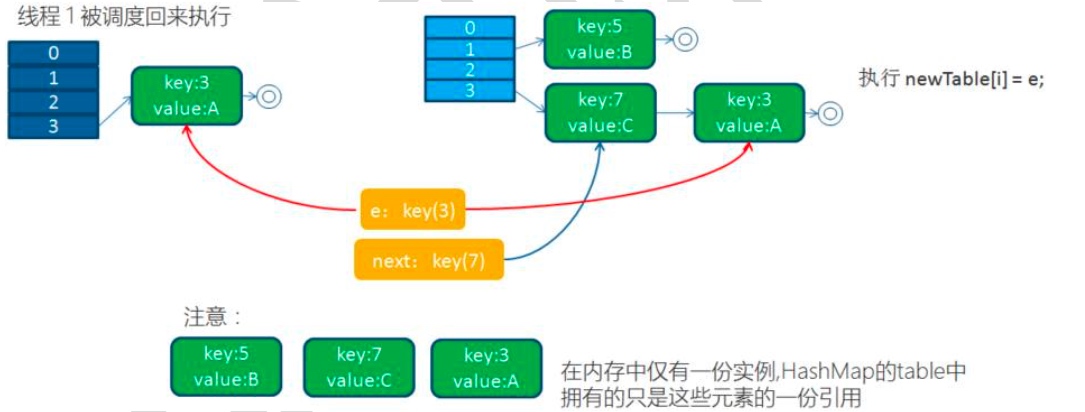 线程 1 被调度回来执行
0
1
2
3
key:3
value:A
0
1
2
3
key:5
value:B
key:7
value:C
key:3
value:A
执行 newTable[i] = e;
e: key(3)
next: key(7)
注意：
key:5
value:B
key:7
value:C
key:3
value:A
在内存中仅有一份实例,HashMap的table中
拥有的只是这些元素的一份引用